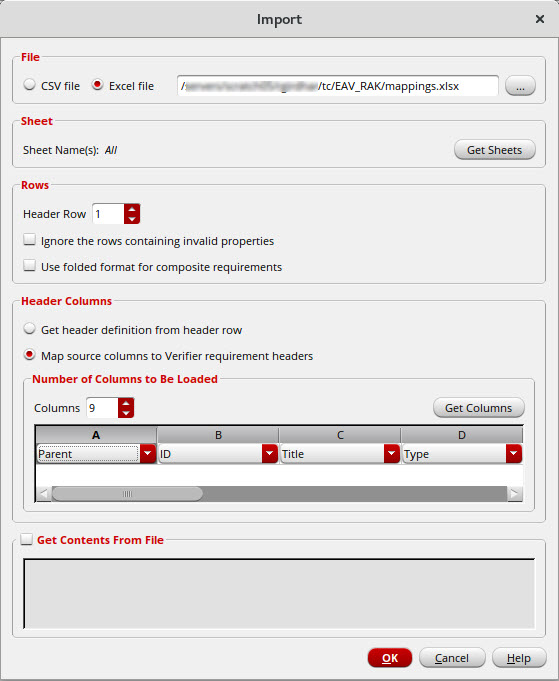 Import
File
CSV file
Excel file
/tc/EAV_RAK/mappings.xlsx
...
Sheet
Sheet Name(s): All
Get Sheets
Rows
Header Row 1
Ignore the rows containing invalid properties
Use folded format for composite requirements
Header Columns
Get header definition from header row
Map source columns to Verifier requirement headers
Number of Columns to Be Loaded
Columns 9
Get Columns
A B C D
Parent ID Title Type
Get Contents From File
OK Cancel Help